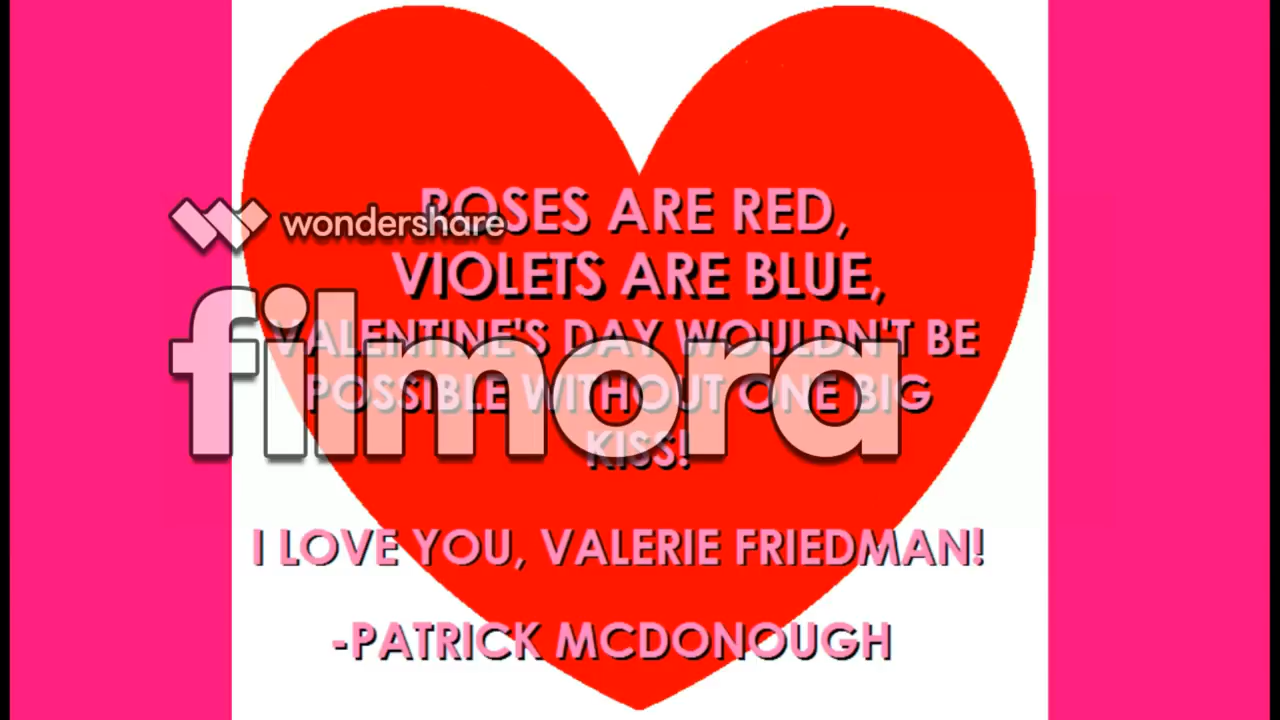 ROSES ARE RED,
wondershare
VIOLETS ARE BLUE,
filmora
VALENTINE'S DAY WOULDN'T BE
POSSIBLE WITHOUT ONE BIG
KISS!
I LOVE YOU, VALERIE FRIEDMAN!
-PATRICK MCDONOUGH